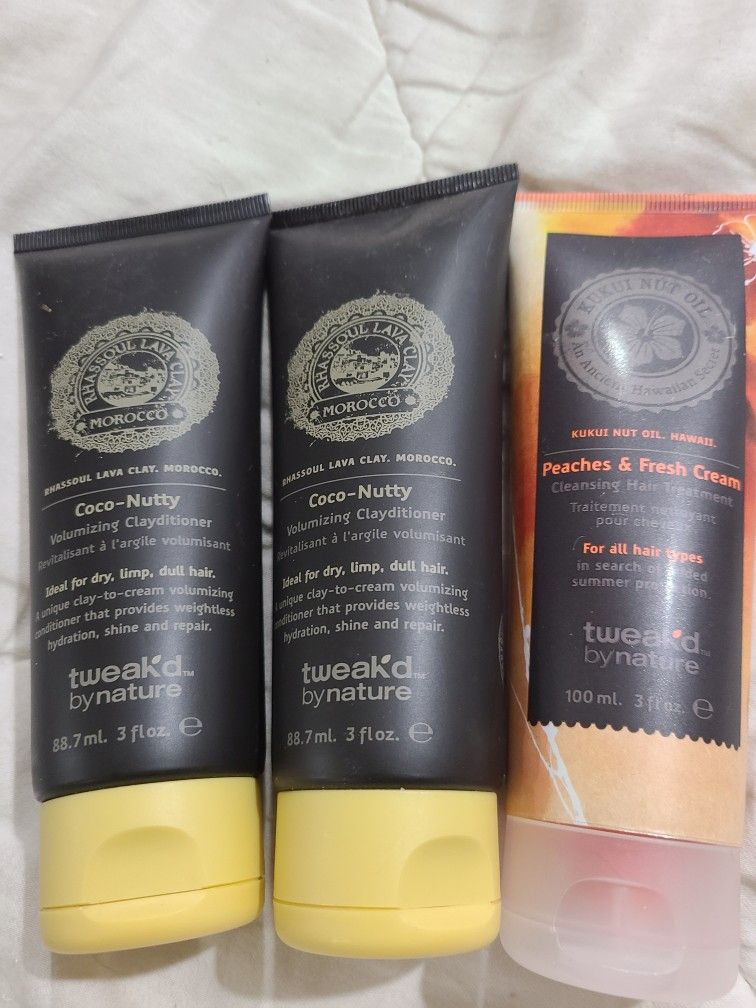 RHASSOUL LAVA CLAY
MOROCCO
RHASSOUL LAVA CLAY. MOROCCO.
Coco-Nutty
Volumizing Clayditioner
Revitalisant à l'argile volumisant
Ideal for dry, limp, dull hair.
A unique clay-to-cream volumizing
conditioner that provides weightless
hydration, shine and repair.
tweak'd™
bynature
88.7ml. 3 fl oz. ℮
RHASSOUL LAVA CLAY
MOROCCO
RHASSOUL LAVA CLAY. MOROCCO.
Coco-Nutty
Volumizing Clayditioner
Revitalisant à l'argile volumisant
Ideal for dry, limp, dull hair.
A unique clay-to-cream volumizing
conditioner that provides weightless
hydration, shine and repair.
tweak'd™
bynature
88.7ml. 3 fl oz. ℮
KUKUI NUT OIL
An Ancient Hawaiian Secret
KUKUI NUT OIL. HAWAII.
Peaches & Fresh Cream
Cleansing Hair Treatment
Traitement nettoyant
pour cheveux
For all hair types
in search of added
summer protection.
tweak'd™
bynature
100 ml. 3 fl oz. ℮